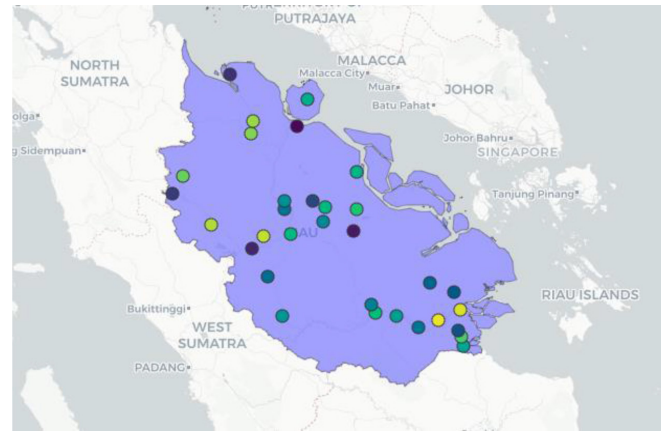 PUTRAJAYA
MALACCA
NORTH
SUMATRA
Malacca City
Muar
JOHOR
Batu Pahat
Johor Bahru
g Sidempuan
SINGAPORE
Tanjung Pinang
AU
RIAU ISLANDS
Bukittinggi
WEST
SUMATRA
PADANG